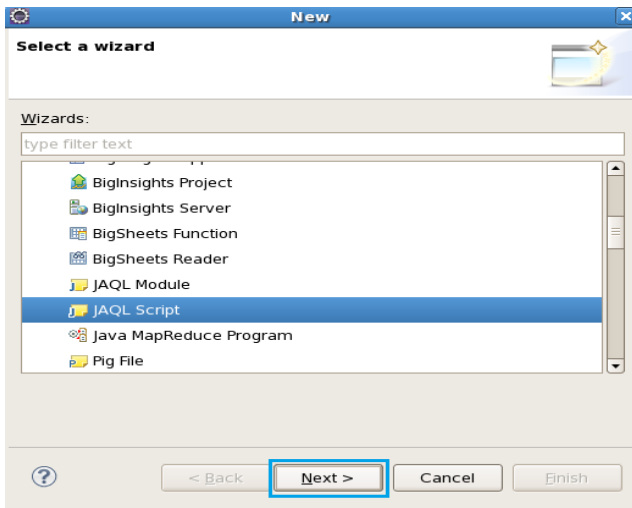 New
Select a wizard
Wizards:
type filter text
BigInsights Project
BigInsights Server
BigSheets Function
BigSheets Reader
JAQL Module
JAQL Script
Java MapReduce Program
Pig File
< Back Next > Cancel Finish